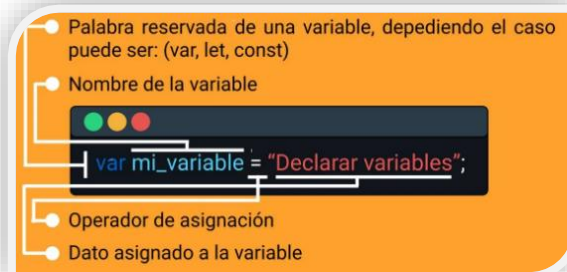 Palabra reservada de una variable, depediendo el caso
puede ser: (var, let, const)
Nombre de la variable
var mi_variable = “Declarar variables”;
Operador de asignación
Dato asignado a la variable